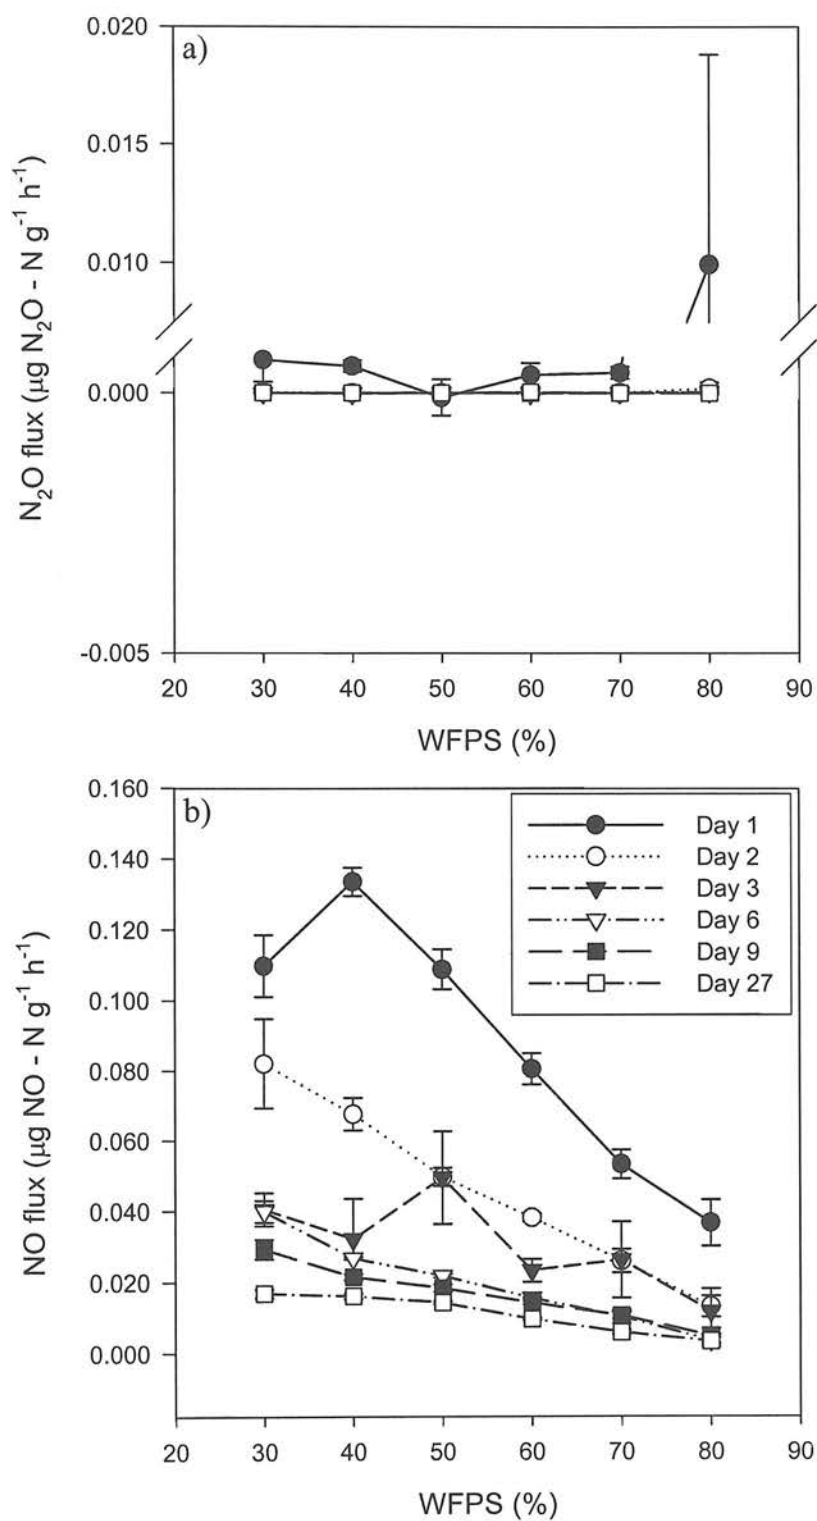 a)
0.020
0.015
0.010
0.000
-0.005
N₂O flux (μg N₂O - N g⁻¹ h⁻¹)
20 30 40 50 60 70 80 90
WFPS (%)
b)
0.160
0.140
0.120
0.100
0.080
0.060
0.040
0.020
0.000
NO flux (μg NO - N g⁻¹ h⁻¹)
Day 1
Day 2
Day 3
Day 6
Day 9
Day 27
20 30 40 50 60 70 80 90
WFPS (%)